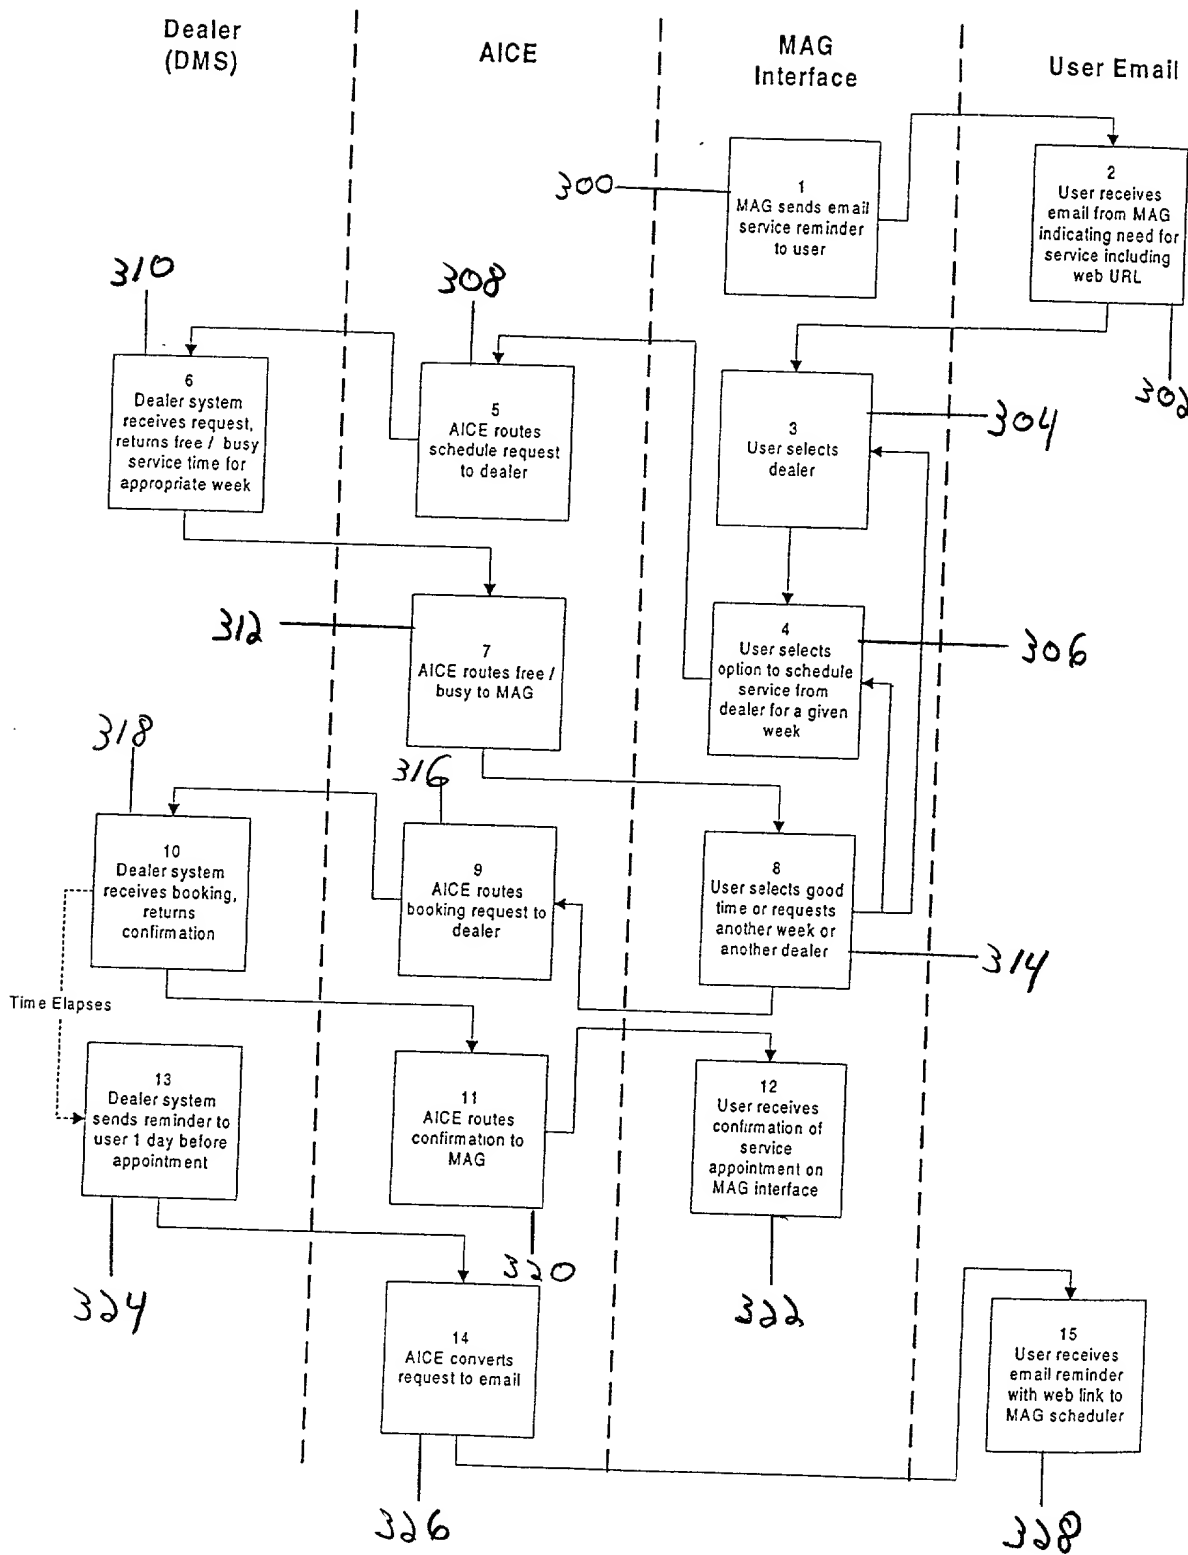 Dealer
(DMS)
AICE
MAG
Interface
User Email
300
1
MAG sends email
service reminder
to user
2
User receives
email from MAG
indicating need for
service including
web URL
302
310
308
6
Dealer system
receives request,
returns free / busy
service time for
appropriate week
5
AICE routes
schedule request
to dealer
3
User selects
dealer
304
312
7
AICE routes free /
busy to MAG
4
User selects
option to schedule
service from
dealer for a given
week
306
318
316
10
Dealer system
receives booking,
returns
confirmation
9
AICE routes
booking request to
dealer
8
User selects good
time or requests
another week or
another dealer
314
Time Elapses
13
Dealer system
sends reminder to
user 1 day before
appointment
11
AICE routes
confirmation to
MAG
12
User receives
confirmation of
service
appointment on
MAG interface
324
320
322
14
AICE converts
request to email
15
User receives
email reminder
with web link to
MAG scheduler
326
328